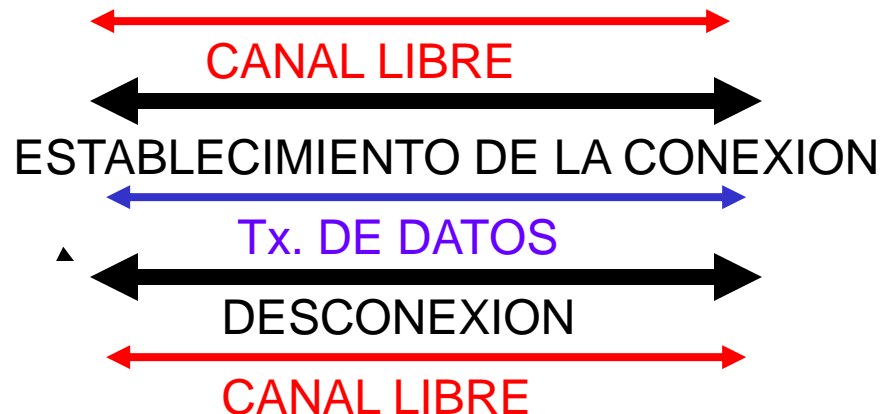 CANAL LIBRE
ESTABLECIMIENTO DE LA CONEXION
Tx. DE DATOS
DESCONEXION
CANAL LIBRE